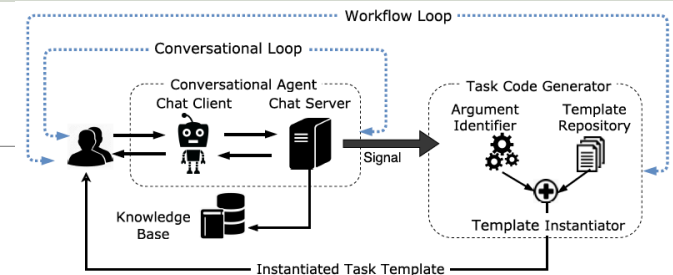 Workflow Loop
Conversational Loop
Conversational Agent
Chat Client
Chat Server
Task Code Generator
Argument
Identifier
Template
Repository
Signal
Knowledge
Base
Template Instantiator
Instantiated Task Template